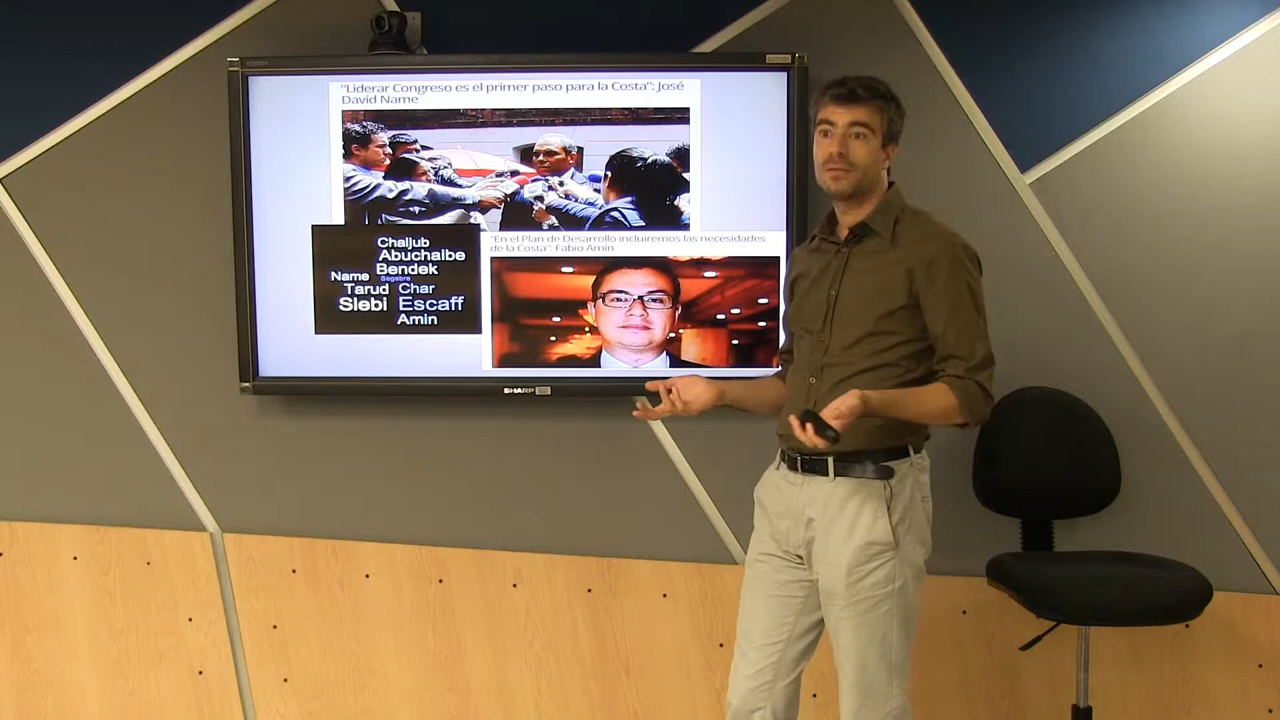 AQUOS
"Liderar Congreso es el primer paso para la Costa": José
David Name
"En el Plan de Desarrollo incluiremos las necesidades
de la Costa": Fabio Amín
Chaljub
Abuchaibe
Bendek
Name
Segebre
Tarud Char
Slebi Escaff
Amin
SHARP